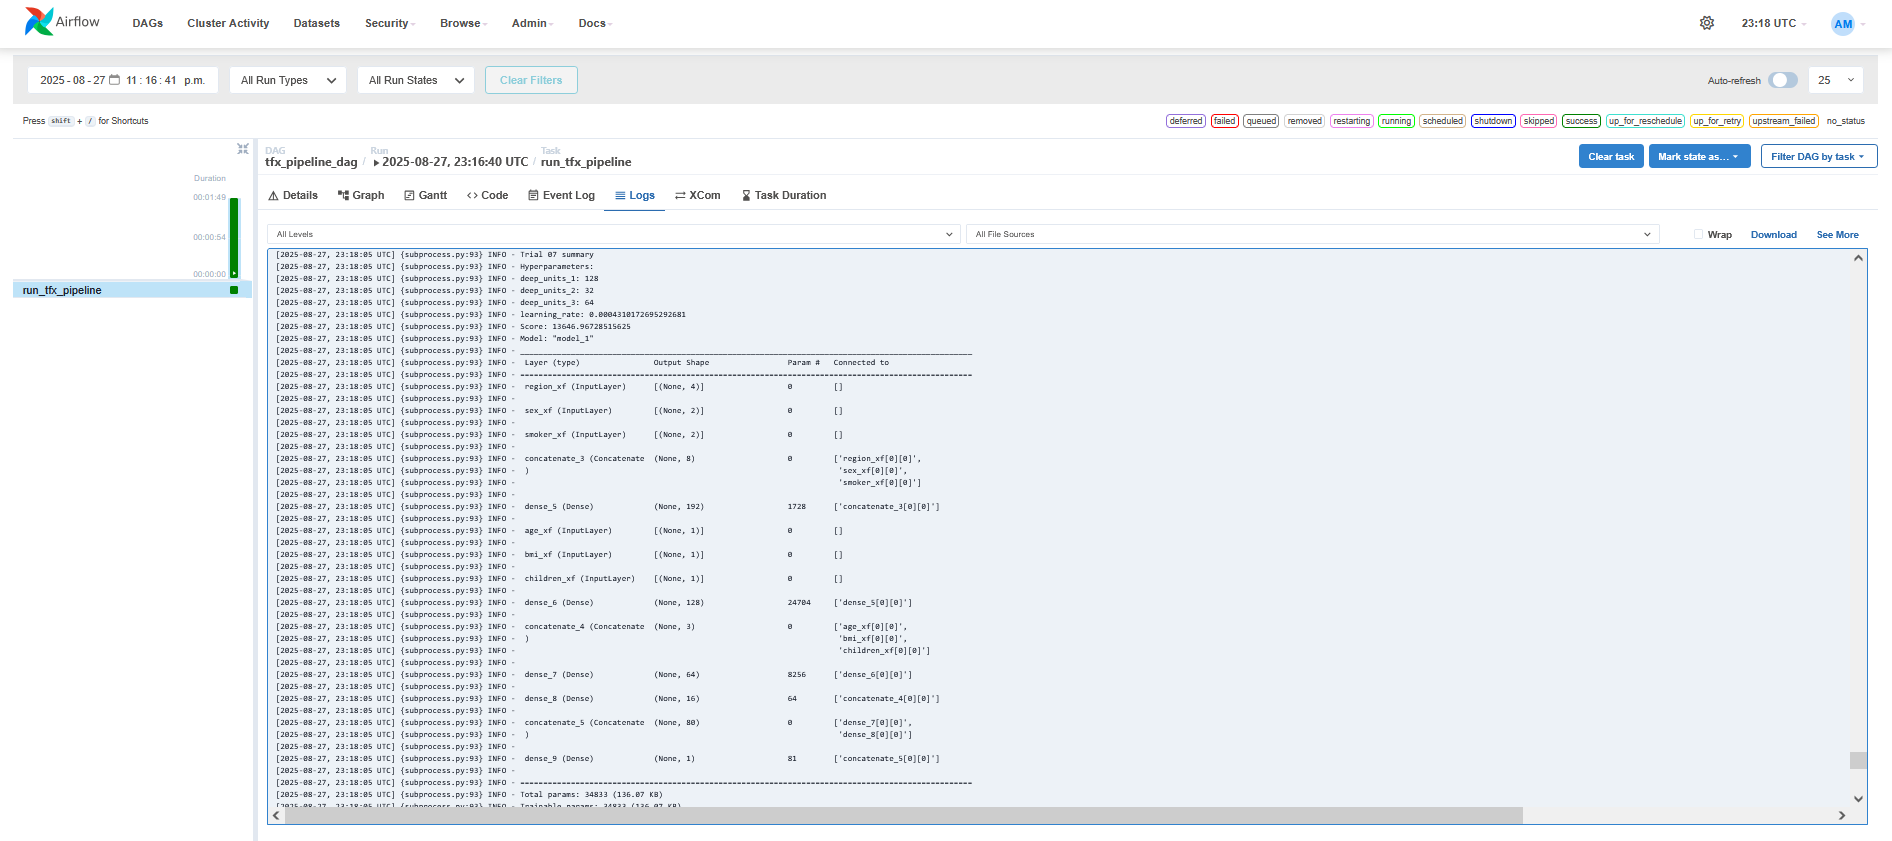 Airflow DAGs Cluster Activity Datasets Security Browse Admin Docs 23:18 UTC AM
2025-08-27 11:16:41 p.m. All Run Types All Run States Clear Filters Auto-refresh 25
Press shift + / for Shortcuts deferred failed queued removed restarting running scheduled shutdown skipped success up_for_reschedule up_for_retry upstream_failed no_status
DAG Run Task
tfx_pipeline_dag / 2025-08-27, 23:16:40 UTC / run_tfx_pipeline Clear task Mark state as... Filter DAG by task
Duration
00:01:49
00:00:54
00:00:00
run_tfx_pipeline
Details Graph Gantt Code Event Log Logs XCom Task Duration
All Levels All File Sources Wrap Download See More
[2025-08-27, 23:18:05 UTC] {subprocess.py:93} INFO - Trial 07 summary
[2025-08-27, 23:18:05 UTC] {subprocess.py:93} INFO - Hyperparameters:
[2025-08-27, 23:18:05 UTC] {subprocess.py:93} INFO - deep_units_1: 128
[2025-08-27, 23:18:05 UTC] {subprocess.py:93} INFO - deep_units_2: 32
[2025-08-27, 23:18:05 UTC] {subprocess.py:93} INFO - deep_units_3: 64
[2025-08-27, 23:18:05 UTC] {subprocess.py:93} INFO - learning_rate: 0.0004310172695292681
[2025-08-27, 23:18:05 UTC] {subprocess.py:93} INFO - Score: 13646.96728515625
[2025-08-27, 23:18:05 UTC] {subprocess.py:93} INFO - Model: "model_1"
[2025-08-27, 23:18:05 UTC] {subprocess.py:93} INFO - __________________________________________________________________________________________________
[2025-08-27, 23:18:05 UTC] {subprocess.py:93} INFO - Layer (type) Output Shape Param # Connected to
[2025-08-27, 23:18:05 UTC] {subprocess.py:93} INFO - ==================================================================================================
[2025-08-27, 23:18:05 UTC] {subprocess.py:93} INFO - region_xf (InputLayer) [(None, 4)] 0 []
[2025-08-27, 23:18:05 UTC] {subprocess.py:93} INFO -
[2025-08-27, 23:18:05 UTC] {subprocess.py:93} INFO - sex_xf (InputLayer) [(None, 2)] 0 []
[2025-08-27, 23:18:05 UTC] {subprocess.py:93} INFO -
[2025-08-27, 23:18:05 UTC] {subprocess.py:93} INFO - smoker_xf (InputLayer) [(None, 2)] 0 []
[2025-08-27, 23:18:05 UTC] {subprocess.py:93} INFO -
[2025-08-27, 23:18:05 UTC] {subprocess.py:93} INFO - concatenate_3 (Concatenate (None, 8) 0 ['region_xf[0][0]',
[2025-08-27, 23:18:05 UTC] {subprocess.py:93} INFO - ) 'sex_xf[0][0]',
[2025-08-27, 23:18:05 UTC] {subprocess.py:93} INFO - 'smoker_xf[0][0]']
[2025-08-27, 23:18:05 UTC] {subprocess.py:93} INFO -
[2025-08-27, 23:18:05 UTC] {subprocess.py:93} INFO - dense_5 (Dense) (None, 192) 1728 ['concatenate_3[0][0]']
[2025-08-27, 23:18:05 UTC] {subprocess.py:93} INFO -
[2025-08-27, 23:18:05 UTC] {subprocess.py:93} INFO - age_xf (InputLayer) [(None, 1)] 0 []
[2025-08-27, 23:18:05 UTC] {subprocess.py:93} INFO -
[2025-08-27, 23:18:05 UTC] {subprocess.py:93} INFO - bmi_xf (InputLayer) [(None, 1)] 0 []
[2025-08-27, 23:18:05 UTC] {subprocess.py:93} INFO -
[2025-08-27, 23:18:05 UTC] {subprocess.py:93} INFO - children_xf (InputLayer) [(None, 1)] 0 []
[2025-08-27, 23:18:05 UTC] {subprocess.py:93} INFO -
[2025-08-27, 23:18:05 UTC] {subprocess.py:93} INFO - dense_6 (Dense) (None, 128) 24704 ['dense_5[0][0]']
[2025-08-27, 23:18:05 UTC] {subprocess.py:93} INFO -
[2025-08-27, 23:18:05 UTC] {subprocess.py:93} INFO - concatenate_4 (Concatenate (None, 3) 0 ['age_xf[0][0]',
[2025-08-27, 23:18:05 UTC] {subprocess.py:93} INFO - ) 'bmi_xf[0][0]',
[2025-08-27, 23:18:05 UTC] {subprocess.py:93} INFO - 'children_xf[0][0]']
[2025-08-27, 23:18:05 UTC] {subprocess.py:93} INFO -
[2025-08-27, 23:18:05 UTC] {subprocess.py:93} INFO - dense_7 (Dense) (None, 64) 8256 ['dense_6[0][0]']
[2025-08-27, 23:18:05 UTC] {subprocess.py:93} INFO -
[2025-08-27, 23:18:05 UTC] {subprocess.py:93} INFO - dense_8 (Dense) (None, 16) 64 ['concatenate_4[0][0]']
[2025-08-27, 23:18:05 UTC] {subprocess.py:93} INFO -
[2025-08-27, 23:18:05 UTC] {subprocess.py:93} INFO - concatenate_5 (Concatenate (None, 80) 0 ['dense_7[0][0]',
[2025-08-27, 23:18:05 UTC] {subprocess.py:93} INFO - ) 'dense_8[0][0]']
[2025-08-27, 23:18:05 UTC] {subprocess.py:93} INFO -
[2025-08-27, 23:18:05 UTC] {subprocess.py:93} INFO - dense_9 (Dense) (None, 1) 81 ['concatenate_5[0][0]']
[2025-08-27, 23:18:05 UTC] {subprocess.py:93} INFO -
[2025-08-27, 23:18:05 UTC] {subprocess.py:93} INFO - ==================================================================================================
[2025-08-27, 23:18:05 UTC] {subprocess.py:93} INFO - Total params: 34833 (136.07 KB)
[2025-08-27, 23:18:05 UTC] {subprocess.py:93} INFO - Trainable params: 34833 (136.07 KB)